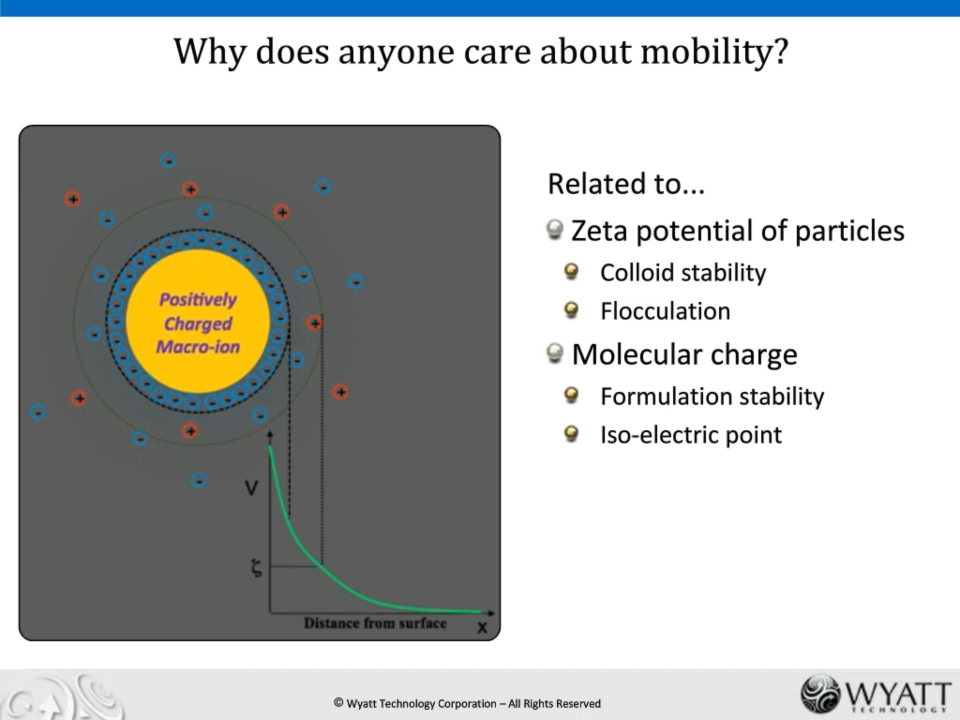 Why does anyone care about mobility?
Positively
Charged
Macro-ion
V
ζ
Distance from surface
X
Related to...
Zeta potential of particles
Colloid stability
Flocculation
Molecular charge
Formulation stability
Iso-electric point
© Wyatt Technology Corporation – All Rights Reserved
WYATT
TECHNOLOGY